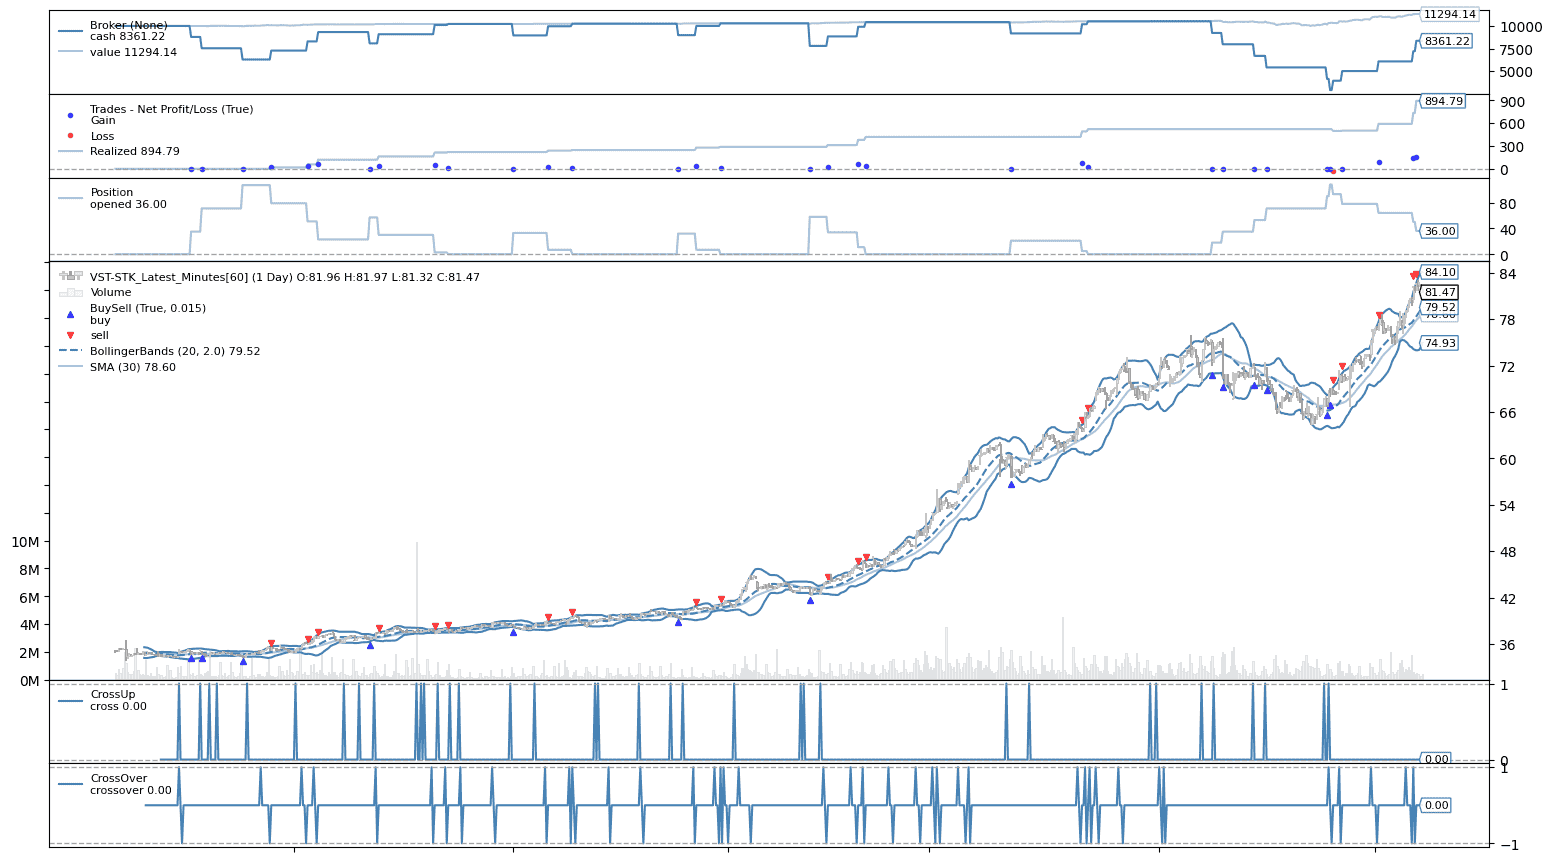 Broker (None)
cash 8361.22
value 11294.14
11294.14
10000
8361.22
7500
5000
Trades - Net Profit/Loss (True)
Gain
Loss
Realized 894.79
900
894.79
600
300
0
Position
opened 36.00
80
40
36.00
0
VST-STK_Latest_Minutes[60] (1 Day) O:81.96 H:81.97 L:81.32 C:81.47
Volume
BuySell (True, 0.015)
buy
sell
BollingerBands (20, 2.0) 79.52
SMA (30) 78.60
84.10
84
81.47
79.52
78
74.93
72
66
60
54
48
42
36
10M
8M
6M
4M
2M
0M
CrossUp
cross 0.00
1
0.00
0
CrossOver
crossover 0.00
1
0.00
−1